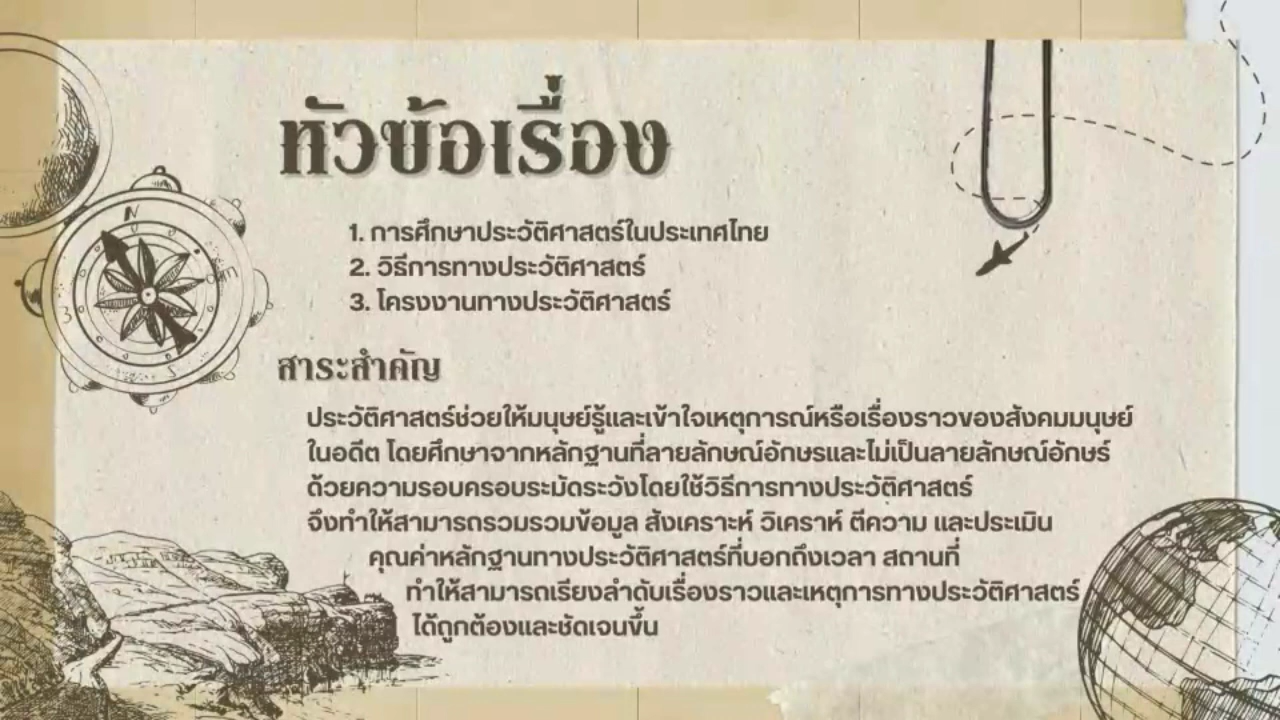 หัวข้อเรื่อง
1. การศึกษาประวัติศาสตร์ในประเทศไทย
2. วิธีการทางประวัติศาสตร์
3. โครงงานทางประวัติศาสตร์
สาระสำคัญ
ประวัติศาสตร์ช่วยให้มนุษย์รู้และเข้าใจเหตุการณ์หรือเรื่องราวของสังคมมนุษย์
ในอดีต โดยศึกษาจากหลักฐานที่ลายลักษณ์อักษรและไม่เป็นลายลักษณ์อักษร์
ด้วยความรอบครอบระมัดระวังโดยใช้วิธีการทางประวัติศาสตร์
จึงทำให้สามารถรวมรวมข้อมูล สังเคราะห์ วิเคราห์ ตีความ และประเมิน
คุณค่าหลักฐานทางประวัติศาสตร์ที่บอกถึงเวลา สถานที่
ทำให้สามารถเรียงลำดับเรื่องราวและเหตุการทางประวัติศาสตร์
ได้ถูกต้องและชัดเจนขึ้น